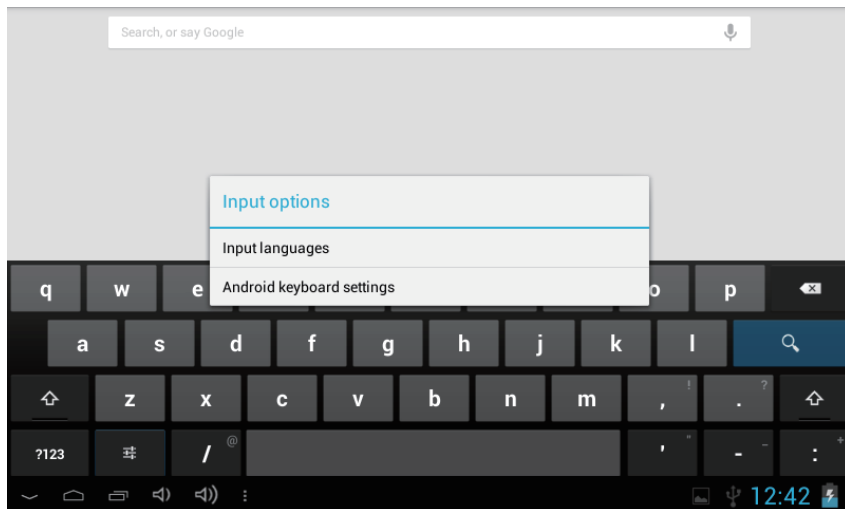 Search, or say Google
Input options
Input languages
Android keyboard settings
q w e o p
a s d f g h j k l
z x c v b n m , ! . ?
?123 / @ ' " - _ : +
12:42